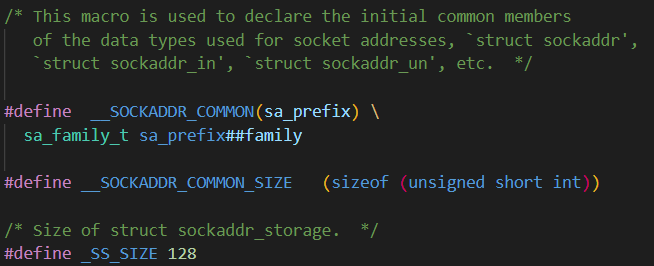 /* This macro is used to declare the initial common members
   of the data types used for socket addresses, `struct sockaddr',
   `struct sockaddr_in', `struct sockaddr_un', etc.  */
#define  __SOCKADDR_COMMON(sa_prefix) \
  sa_family_t sa_prefix##family
#define __SOCKADDR_COMMON_SIZE   (sizeof (unsigned short int))
/* Size of struct sockaddr_storage.  */
#define _SS_SIZE 128